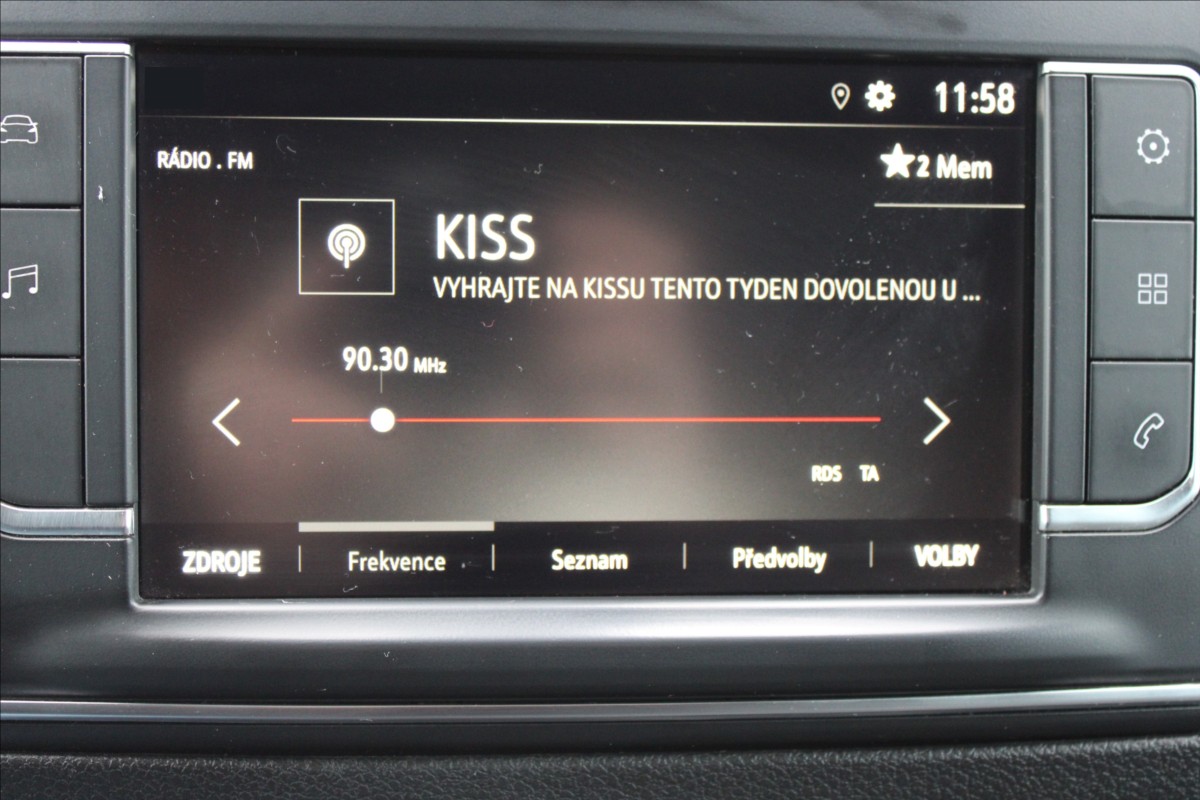 11:58
RÁDIO . FM
2 Mem
KISS
VYHRAJTE NA KISSU TENTO TYDEN DOVOLENOU U ...
90.30 MHz
RDS TA
ZDROJE Frekvence Seznam Předvolby VOLBY